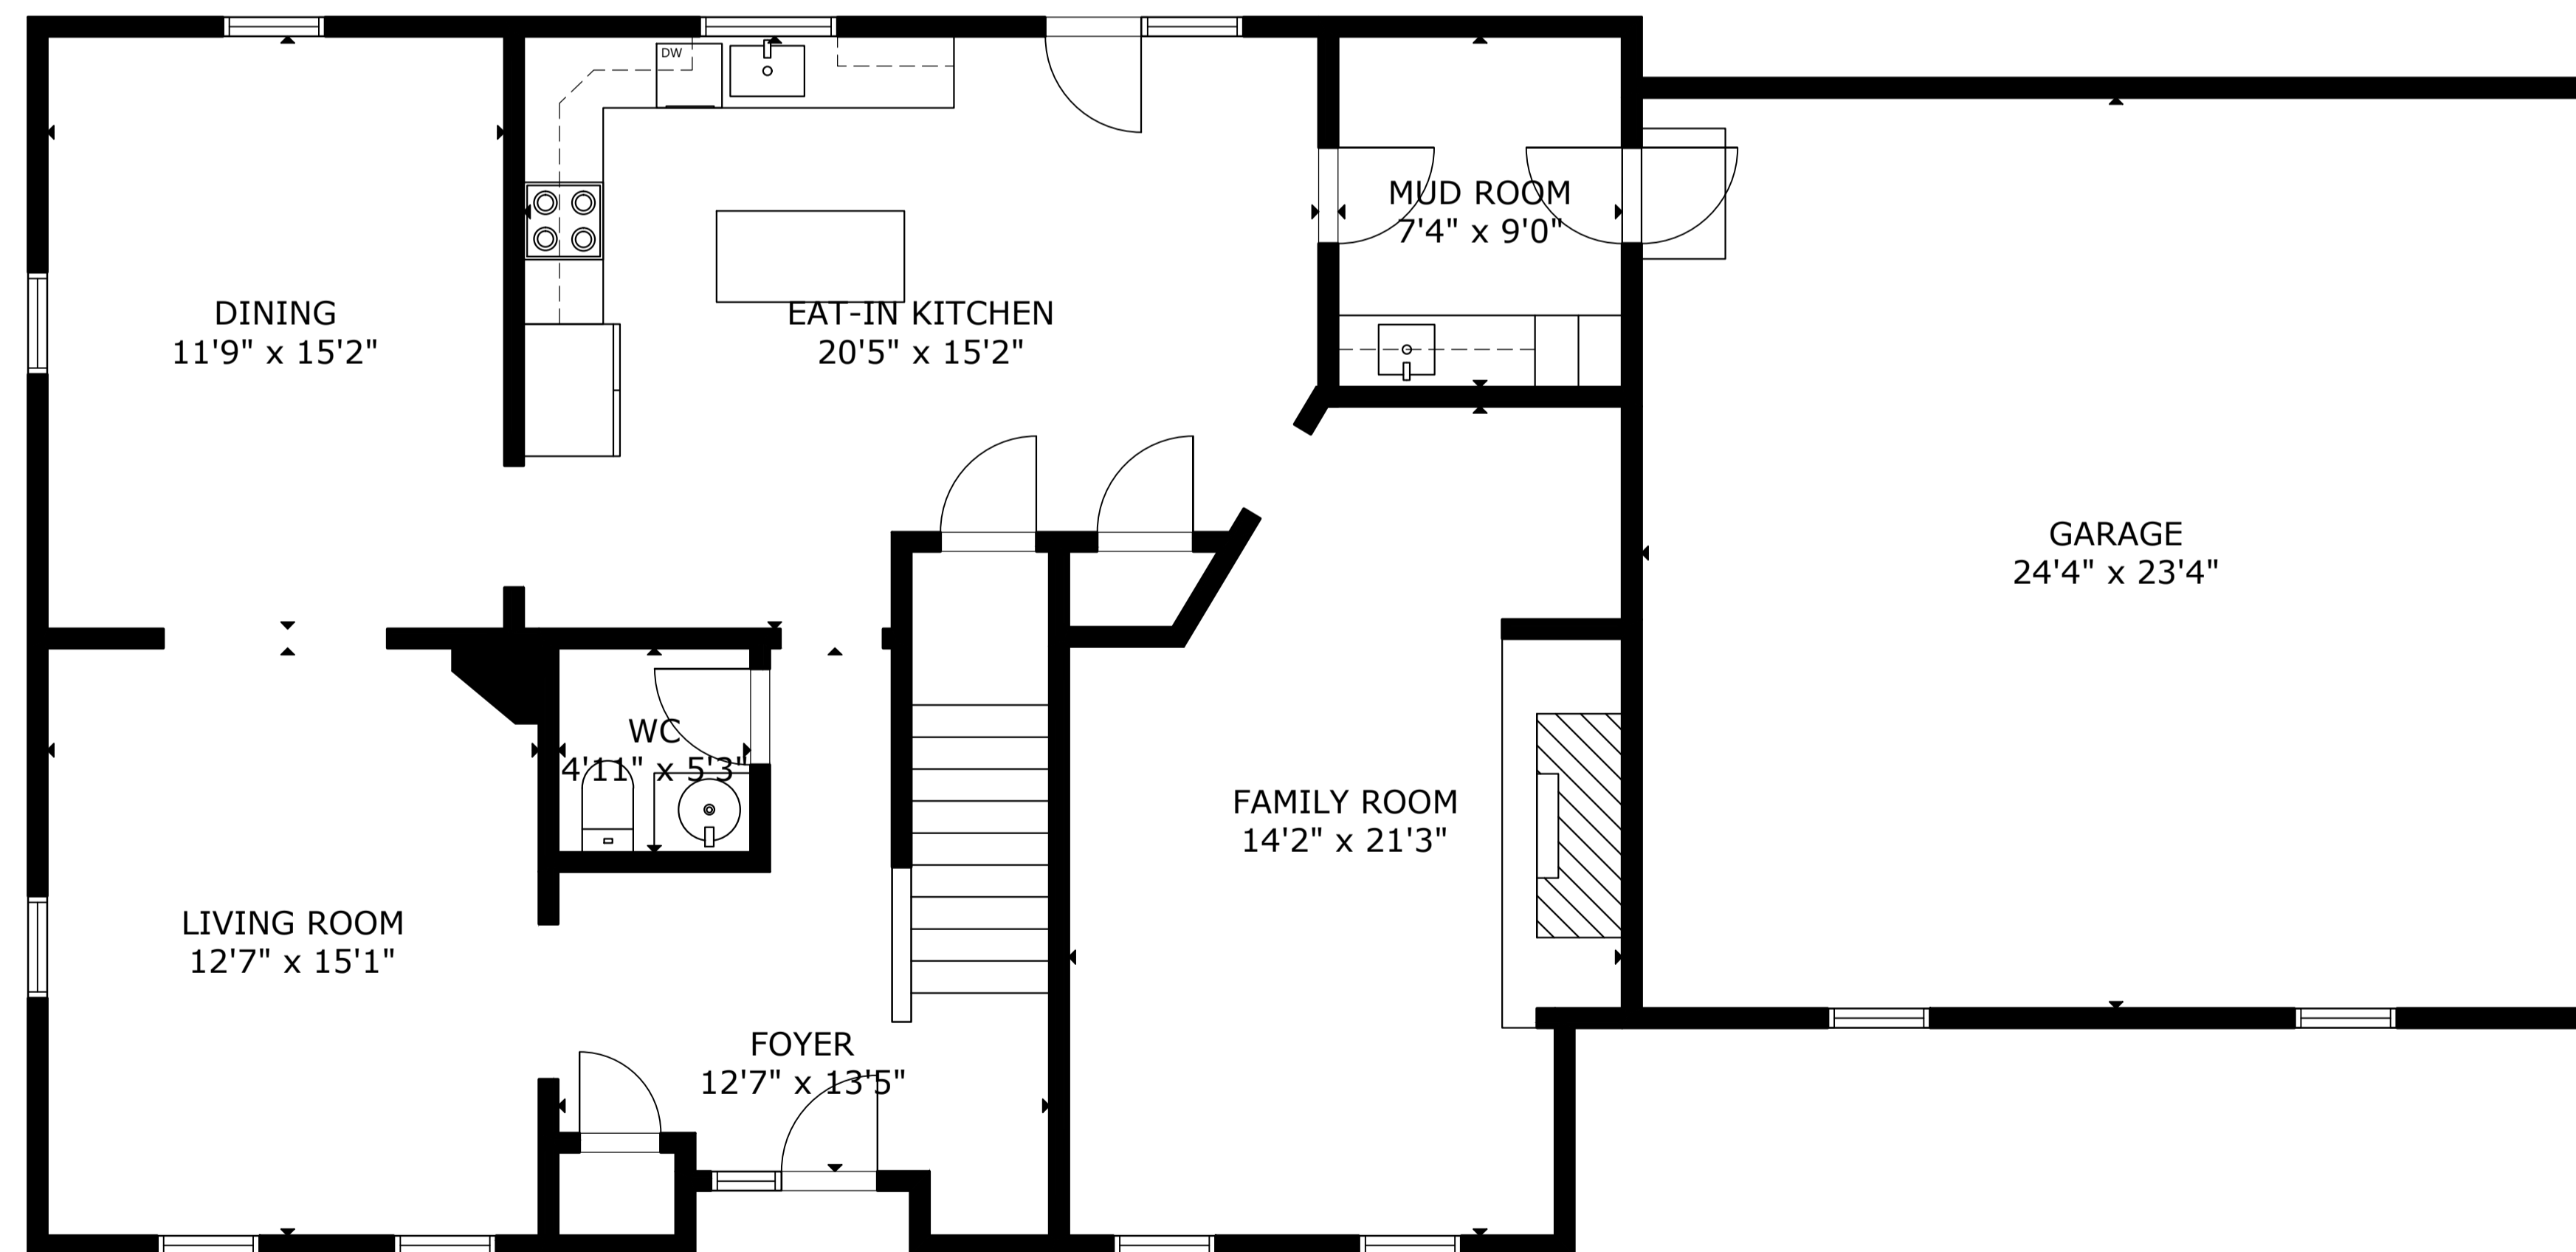 DW
MUD ROOM
7'4" x 9'0"
DINING
11'9" x 15'2"
EAT-IN KITCHEN
20'5" x 15'2"
GARAGE
24'4" x 23'4"
WC
4'11" x 5'3"
FAMILY ROOM
14'2" x 21'3"
LIVING ROOM
12'7" x 15'1"
FOYER
12'7" x 13'5"